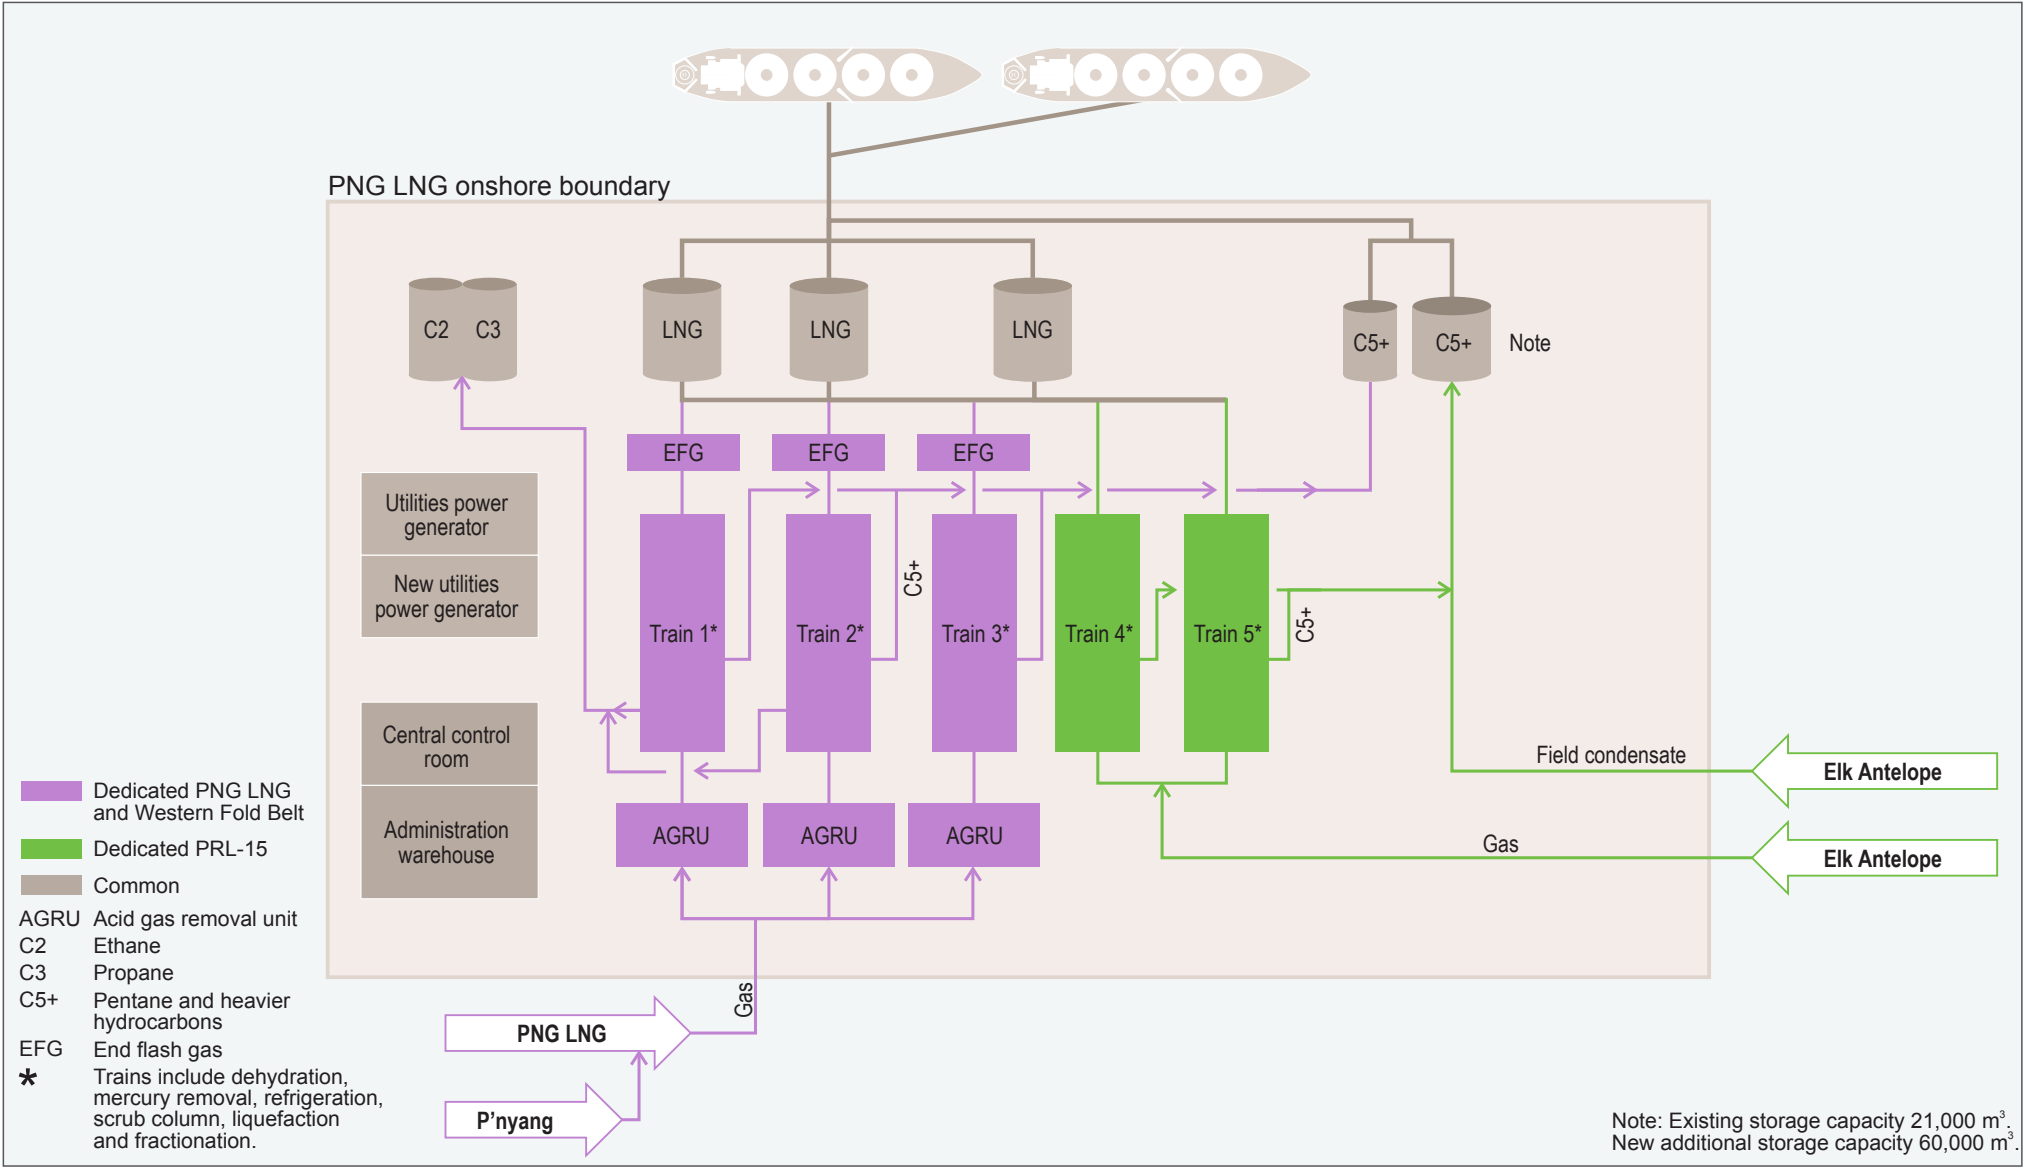 PNG LNG onshore boundary
C2
C3
LNG
LNG
LNG
C5+
C5+
Note
EFG
EFG
EFG
Utilities power
generator
New utilities
power generator
C5+
Train 1*
Train 2*
Train 3*
Train 4*
Train 5*
C5+
Central control
room
Administration
warehouse
AGRU
AGRU
AGRU
Field condensate
Elk Antelope
Gas
Elk Antelope
Dedicated PNG LNG
and Western Fold Belt
Dedicated PRL-15
Common
AGRU Acid gas removal unit
C2 Ethane
C3 Propane
C5+ Pentane and heavier
hydrocarbons
EFG End flash gas
* Trains include dehydration,
mercury removal, refrigeration,
scrub column, liquefaction
and fractionation.
Gas
PNG LNG
P’nyang
Note: Existing storage capacity 21,000 m³.
New additional storage capacity 60,000 m³.